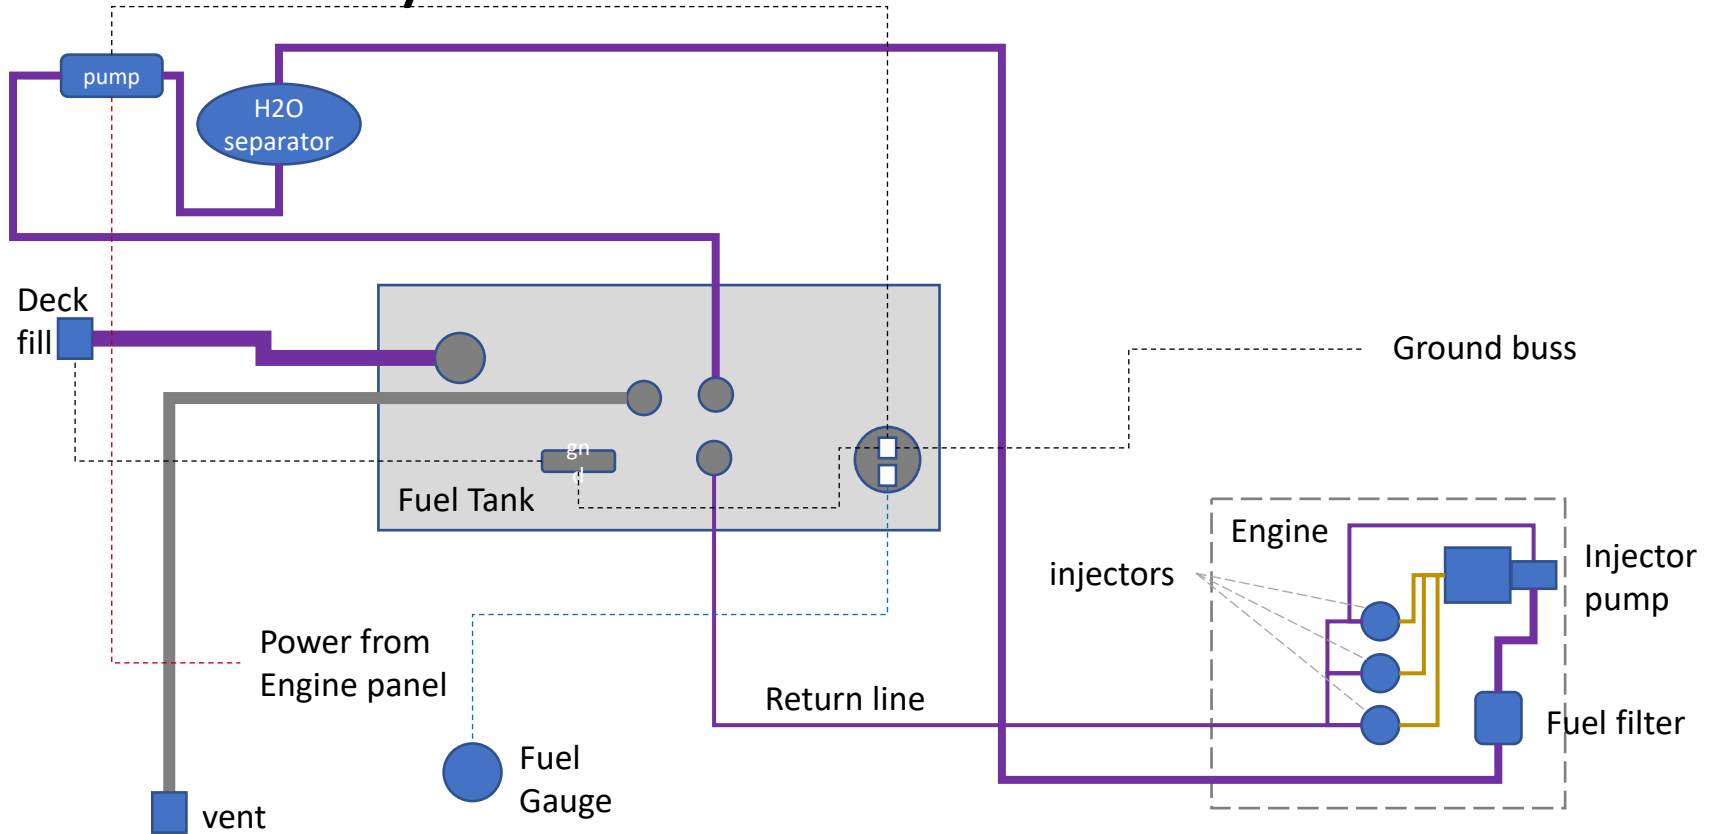 pump
H2O
separator
Deck
fill
Ground buss
gn
d
Fuel Tank
Engine
injectors
Injector
pump
Power from
Engine panel
Return line
Fuel filter
Fuel
Gauge
vent